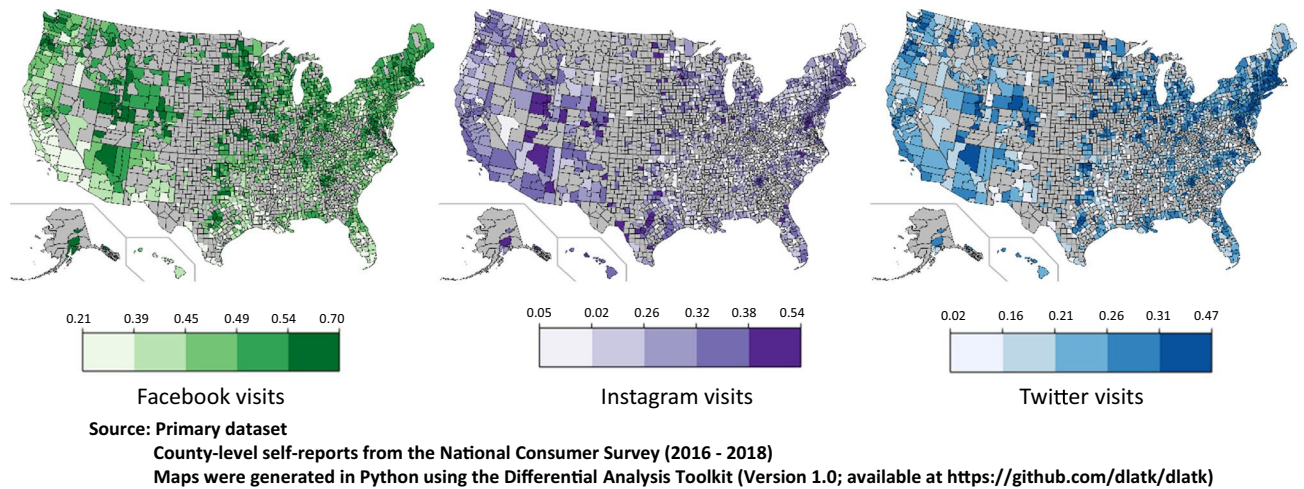 0.21 0.39 0.45 0.49 0.54 0.70
0.05 0.02 0.26 0.32 0.38 0.54
0.02 0.16 0.21 0.26 0.31 0.47
Facebook visits
Instagram visits
Twitter visits
Source: Primary dataset
County-level self-reports from the National Consumer Survey (2016 - 2018)
Maps were generated in Python using the Differential Analysis Toolkit (Version 1.0; available at https://github.com/dlatk/dlatk)